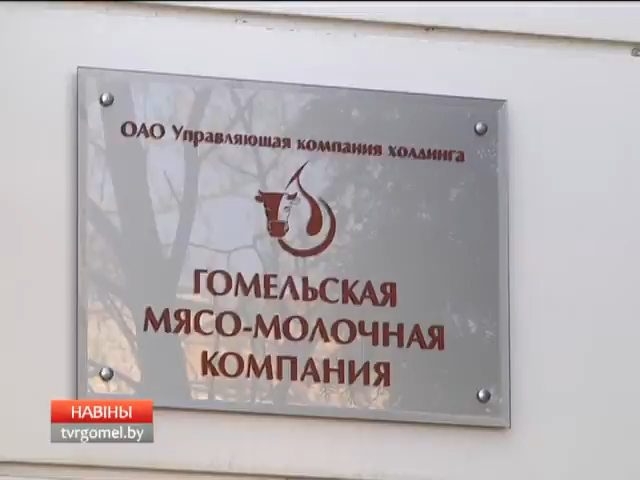 ОАО Управляющая компания холдинга
ГОМЕЛЬСКАЯ
МЯСО-МОЛОЧНАЯ
КОМПАНИЯ
НАВІНЫ
tvrgomel.by